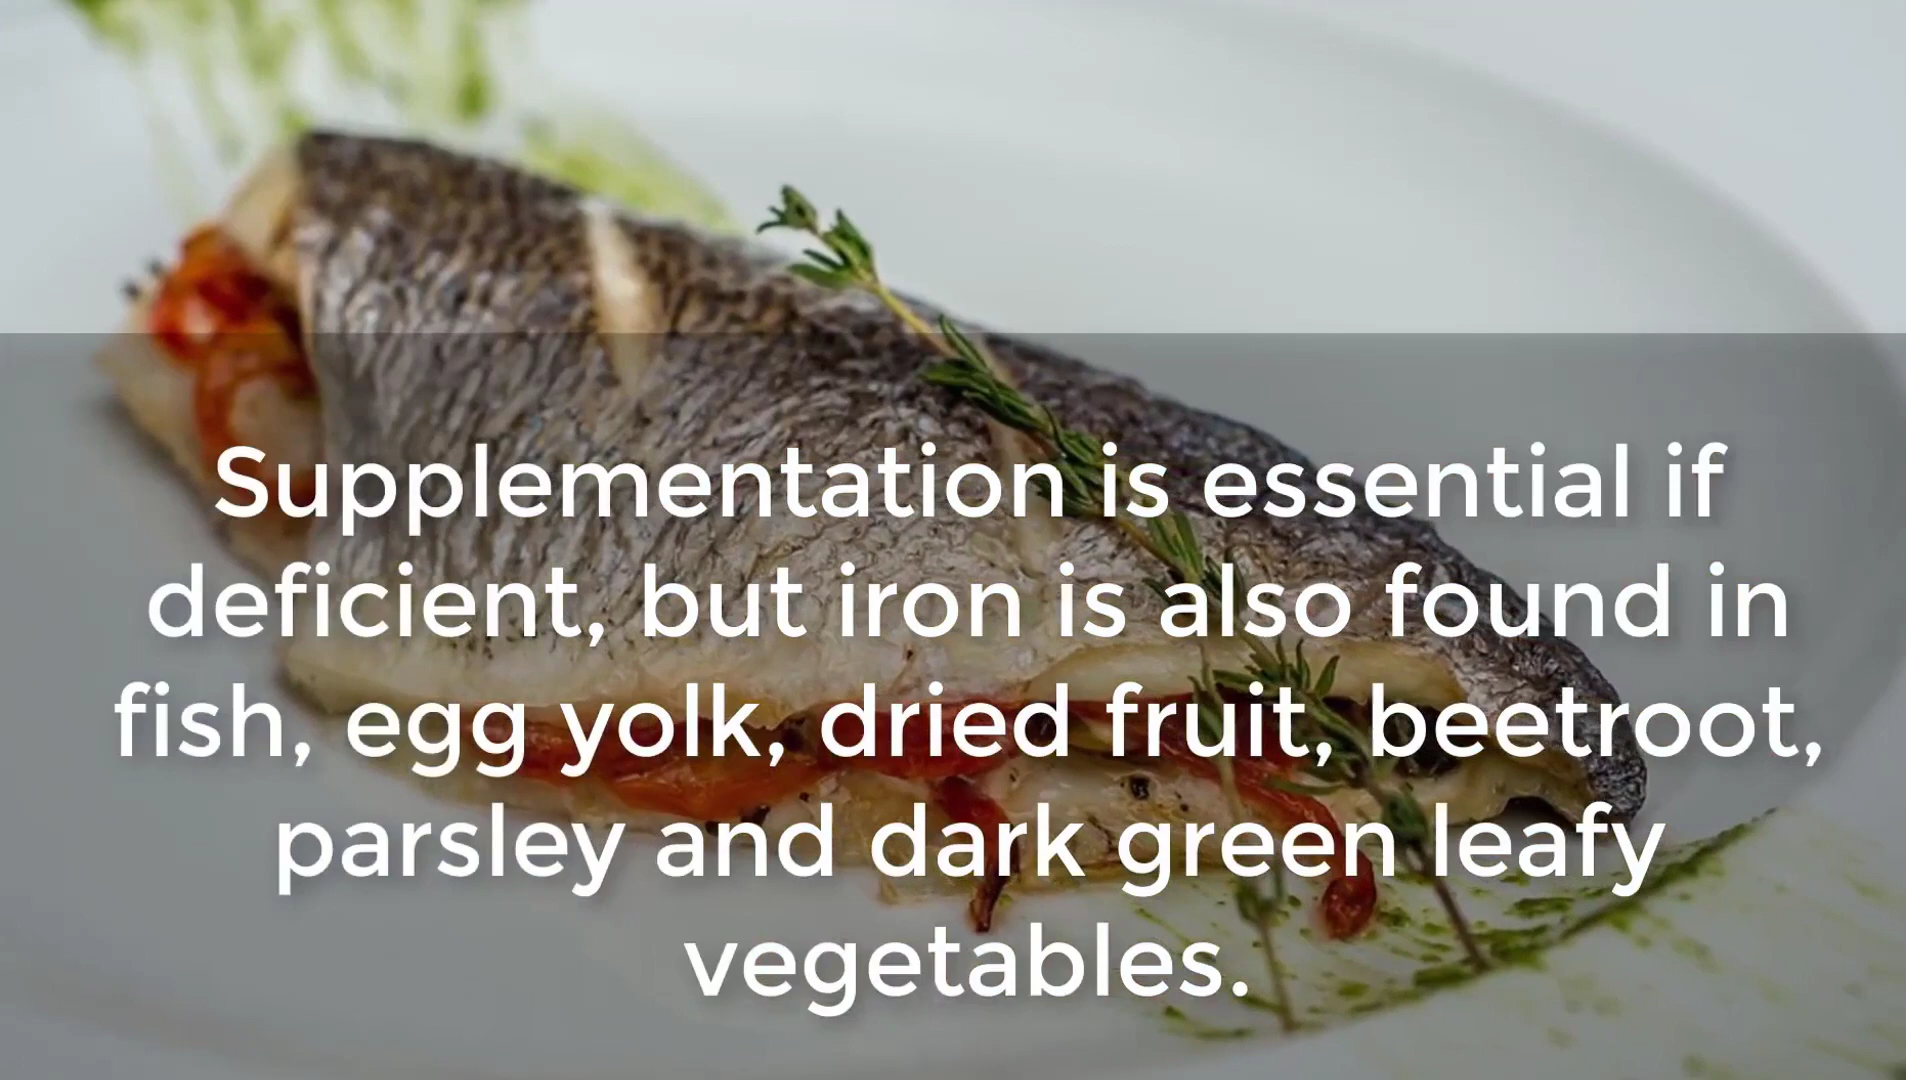 Supplementation is essential if
deficient, but iron is also found in
fish, egg yolk, dried fruit, beetroot,
parsley and dark green leafy
vegetables.